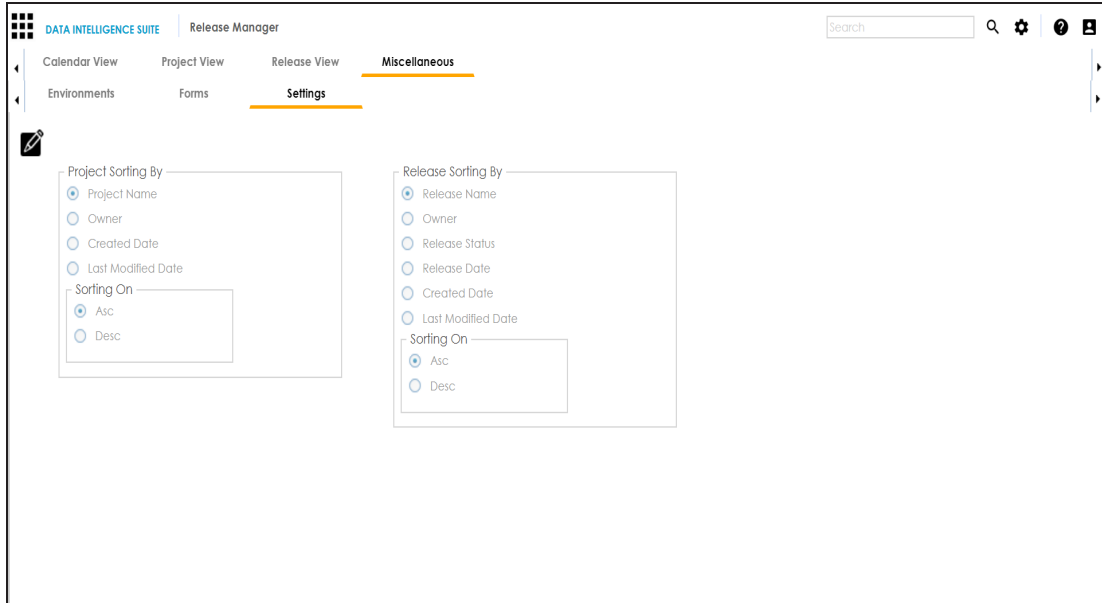 DATA INTELLIGENCE SUITE Release Manager Search
Calendar View Project View Release View Miscellaneous
Environments Forms Settings
Project Sorting By
Project Name
Owner
Created Date
Last Modified Date
Sorting On
Asc
Desc
Release Sorting By
Release Name
Owner
Release Status
Release Date
Created Date
Last Modified Date
Sorting On
Asc
Desc